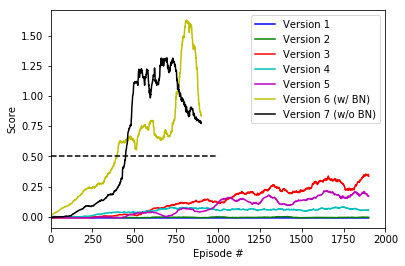 Version 1
Version 2
Version 3
Version 4
Version 5
Version 6 (w/ BN)
Version 7 (w/o BN)
Score
1.50
1.25
1.00
0.75
0.50
0.25
0.00
0 250 500 750 1000 1250 1500 1750 2000
Episode #